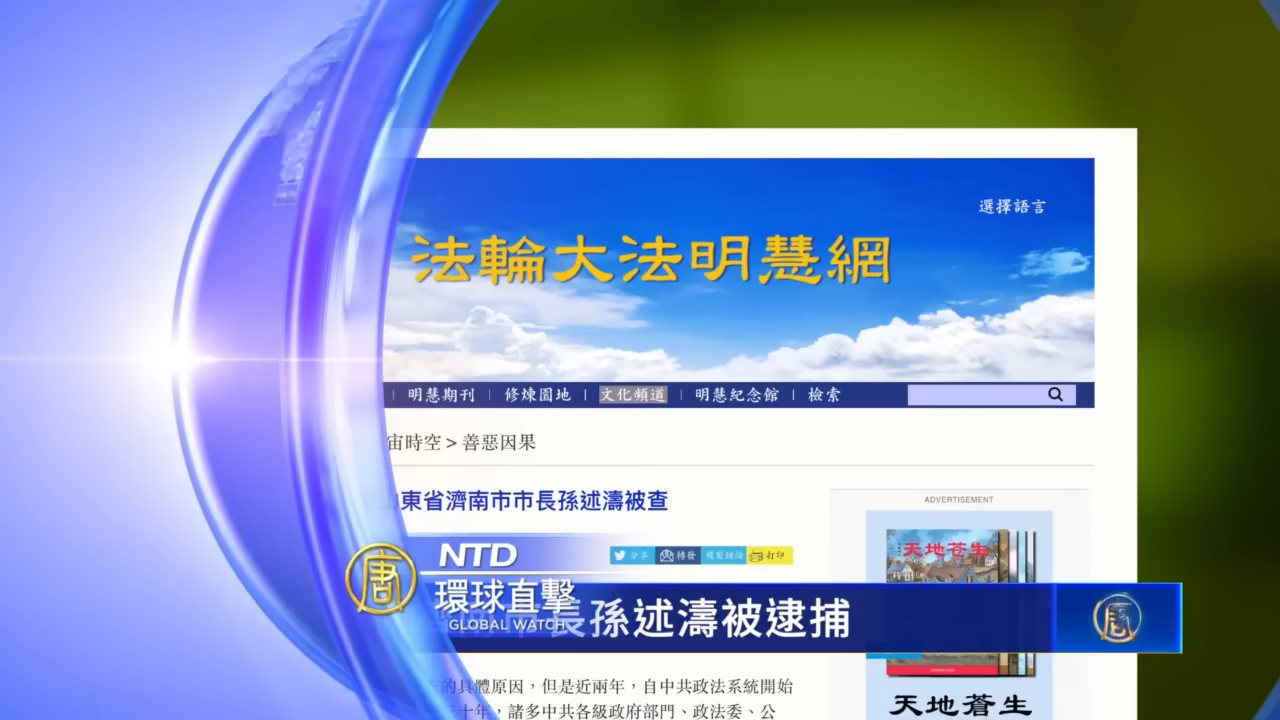 選擇語言
法輪大法明慧網
明慧期刊 | 修煉園地 | 文化頻道 | 明慧紀念館 | 檢索
宙時空 > 善惡因果
東省濟南市市長孫述濤被查
ADVERTISEMENT
分享 轉發 複製鏈接 打印
天地蒼生
唐 NTD
環球直擊
GLOBAL WATCH
市長孫述濤被逮捕
唐
的具體原因，但是近兩年，自中共政法系統開始
三十年，諸多中共各級政府部門、政法委、公
天地蒼生